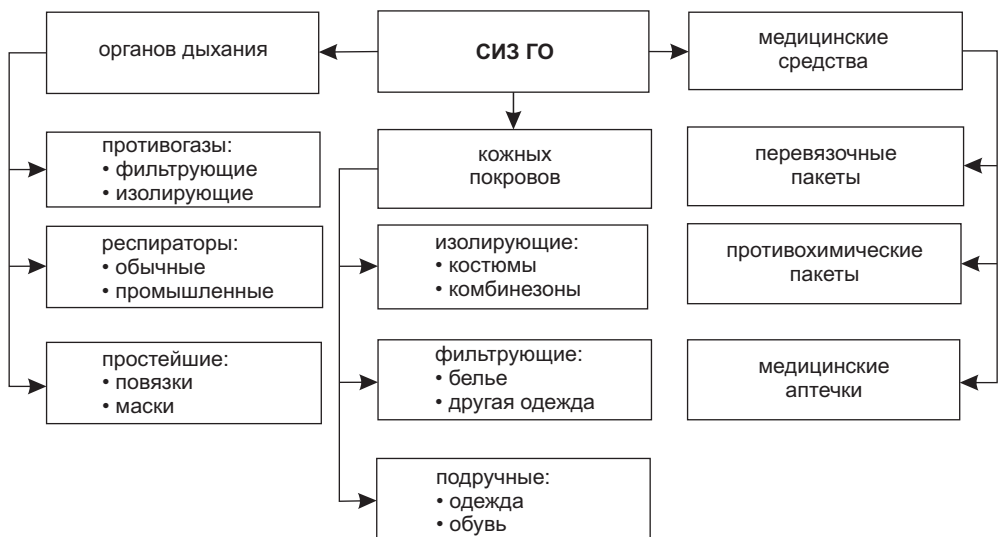 органов дыхания
СИЗ ГО
медицинские
средства
противогазы:
• фильтрующие
• изолирующие
респираторы:
• обычные
• промышленные
простейшие:
• повязки
• маски
кожных
покровов
изолирующие:
• костюмы
• комбинезоны
фильтрующие:
• белье
• другая одежда
подручные:
• одежда
• обувь
перевязочные
пакеты
противохимические
пакеты
медицинские
аптечки